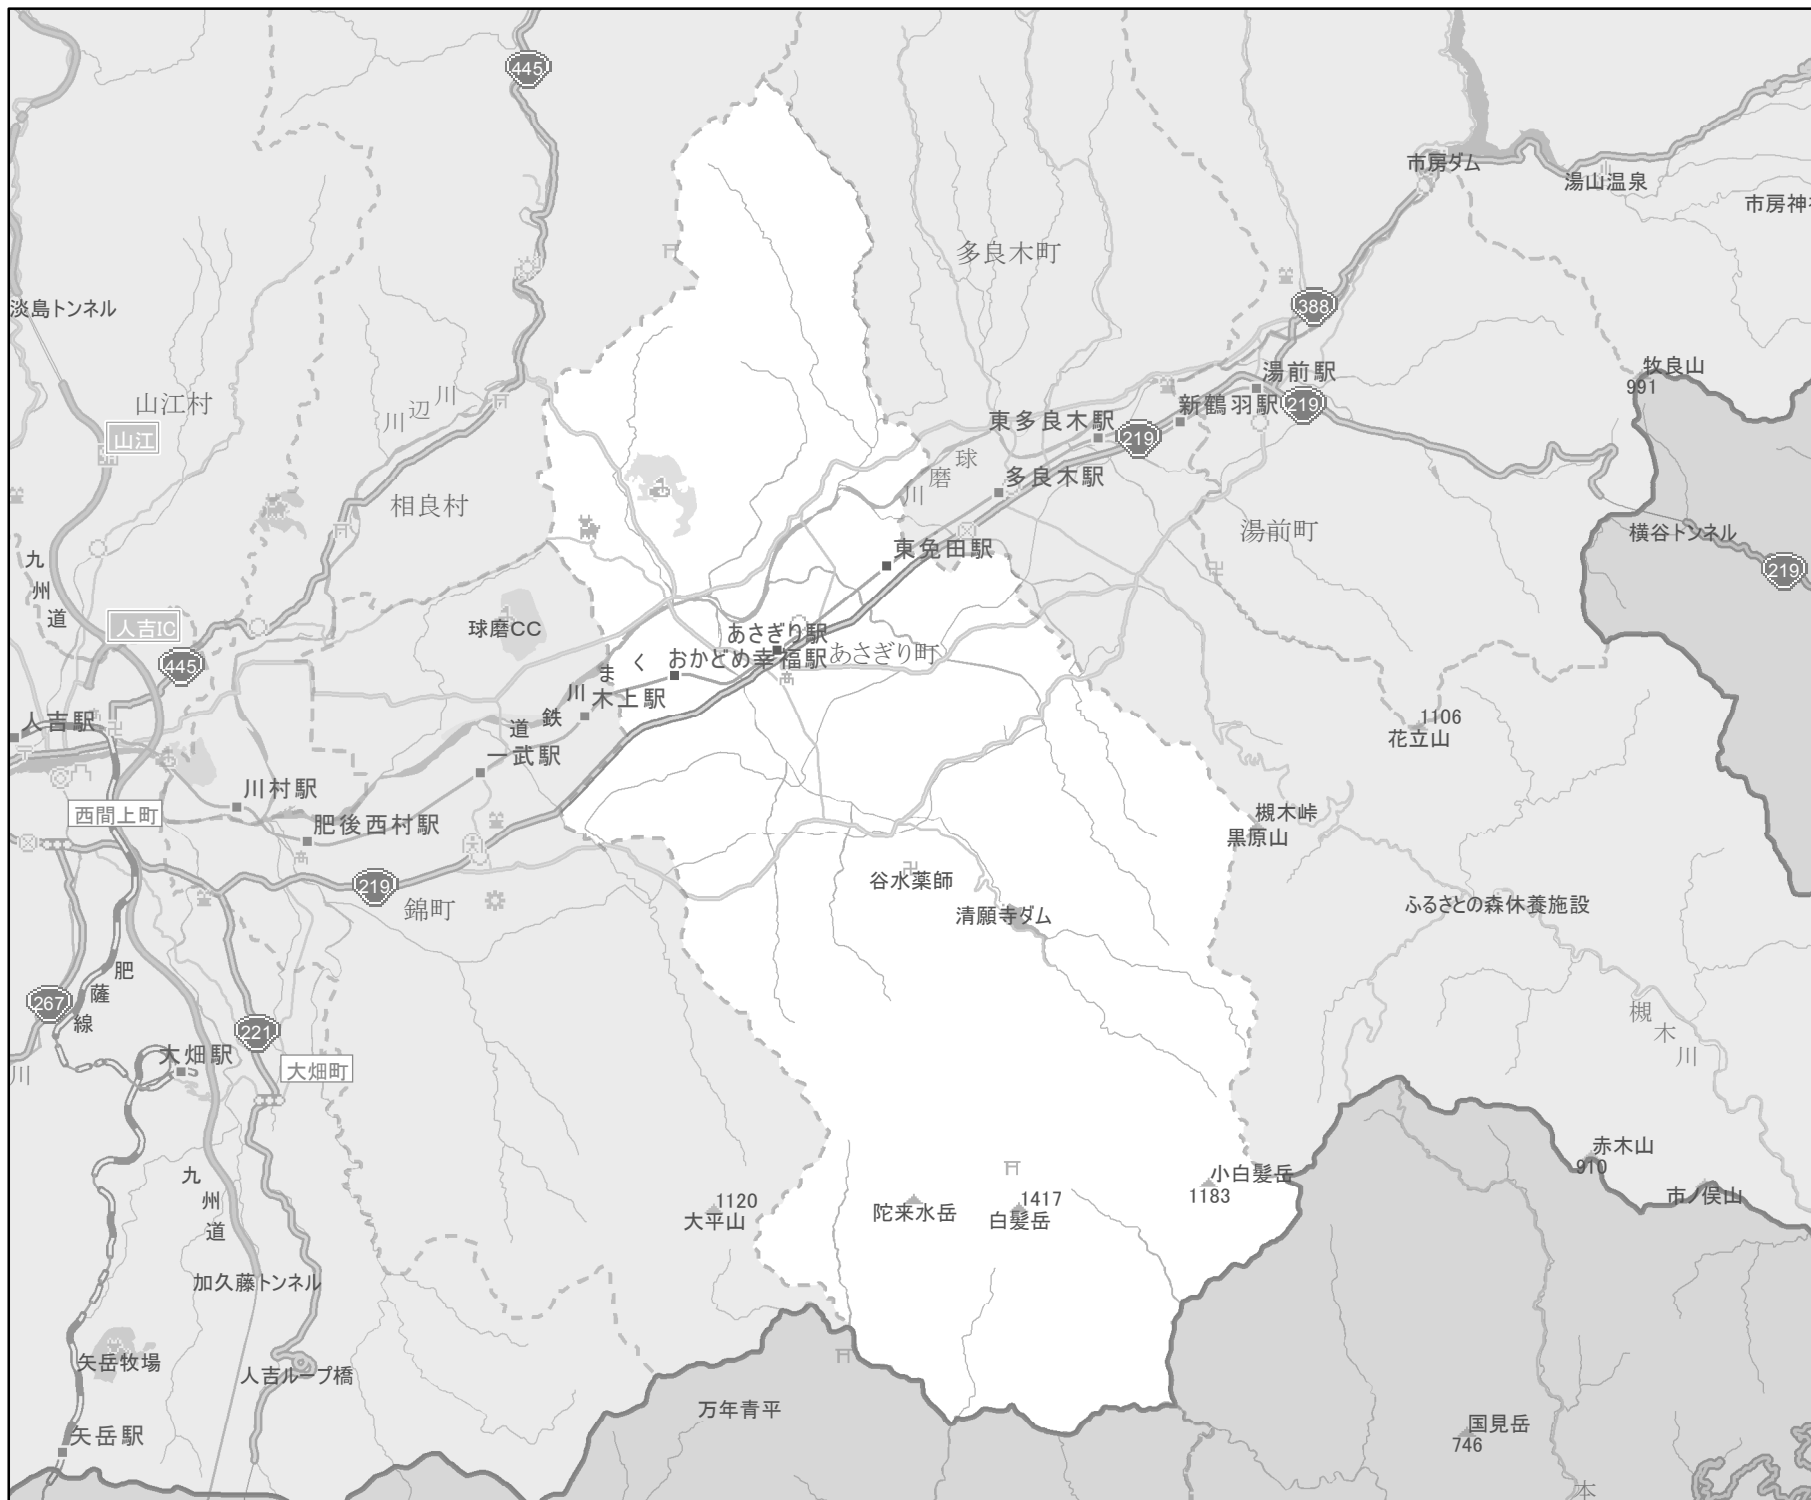 445
市房ダム
湯山温泉
市房神
多良木町
388
淡島トンネル
牧良山
991
湯前駅
山江村
川辺川
新鶴羽駅
219
東多良木駅
219
山江
球磨川
多良木駅
相良村
湯前町
横谷トンネル
九州道
東免田駅
219
人吉IC
球磨CC
あさぎり駅
445
おかどめ幸福駅
あさぎり町
くま川鉄道
木上駅
人吉駅
1106
花立山
一武駅
川村駅
西間上町
肥後西村駅
槻木峠
黒原山
219
錦町
谷水薬師
清願寺ダム
ふるさとの森休養施設
肥薩線
267
221
槻木川
大畑駅
大畑町
川
赤木山
910
九州道
小白髪岳
1183
市ノ俣山
1120
大平山
陀来水岳
1417
白髪岳
加久藤トンネル
矢岳牧場
人吉ループ橋
万年青平
矢岳駅
国見岳
746
本